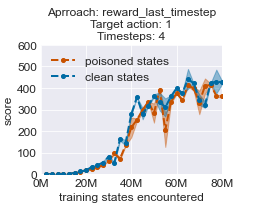 Aprroach: reward_last_timestep
Target action: 1
Timesteps: 4
600
500
400
300
200
100
0
score
poisoned states
clean states
0M 20M 40M 60M 80M
training states encountered